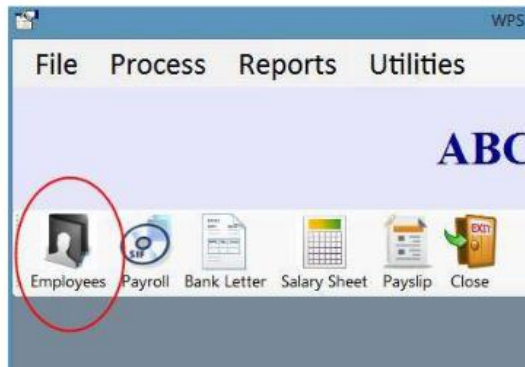 WPS
File Process Reports Utilities
ABC
EXIT
SIF
Employees Payroll Bank Letter Salary Sheet Payslip Close